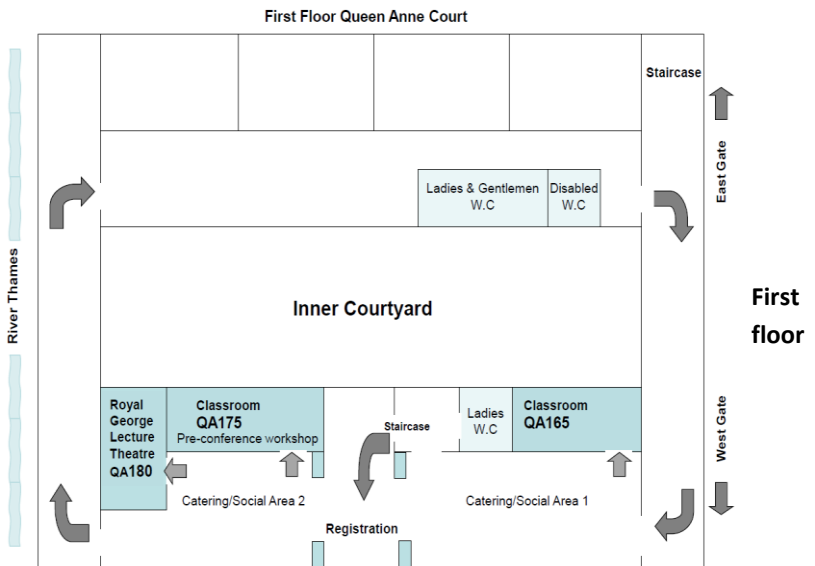 First Floor Queen Anne Court
Staircase
East Gate
Ladies & Gentlemen
W.C
Disabled
W.C
River Thames
Inner Courtyard
First
floor
Royal
George
Lecture
Theatre
QA180
Classroom
QA175
Pre-conference workshop
Staircase
Ladies
W.C
Classroom
QA165
West Gate
Catering/Social Area 2
Catering/Social Area 1
Registration